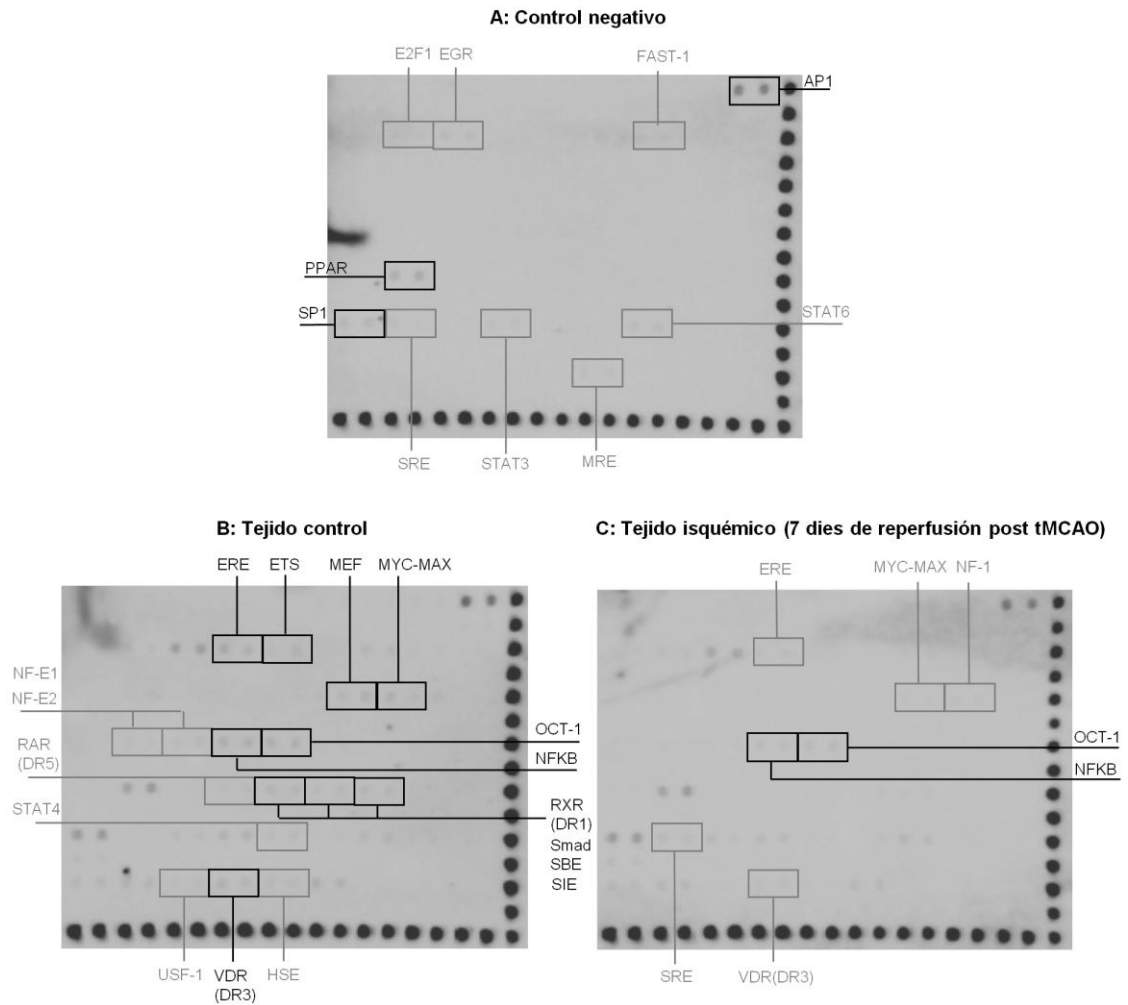 A: Control negativo
E2F1 EGR FAST-1
AP1
PPAR
SP1
STAT6
SRE STAT3 MRE
B: Tejido control
ERE ETS MEF MYC-MAX
NF-E1
NF-E2
RAR
(DR5)
STAT4
OCT-1
NFKB
RXR
(DR1)
Smad
SBE
SIE
USF-1 VDR HSE
(DR3)
C: Tejido isquémico (7 dies de reperfusión post tMCAO)
ERE MYC-MAX NF-1
OCT-1
NFKB
SRE VDR(DR3)